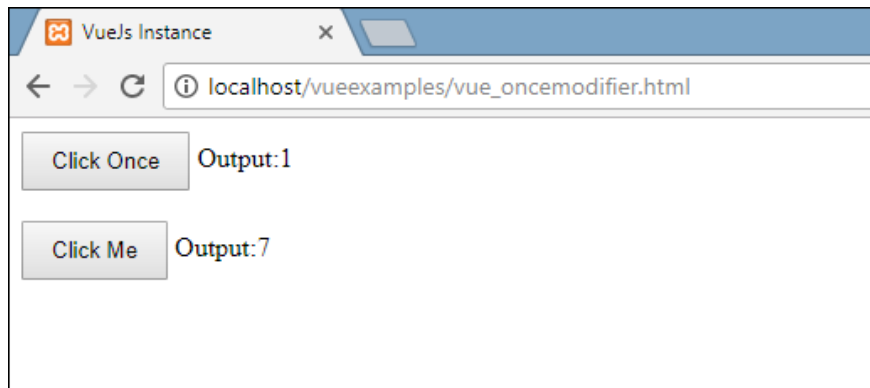 VueJs Instance
localhost/vueexamples/vue_oncemodifier.html
Click Once Output:1
Click Me Output:7